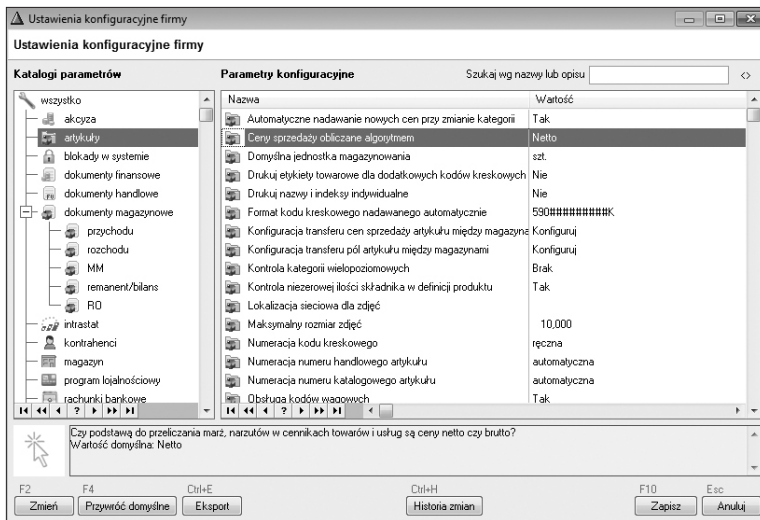 Ustawienia konfiguracyjne firmy
Ustawienia konfiguracyjne firmy
Katalogi parametrów
Parametry konfiguracyjne
Szukaj wg nazwy lub opisu
<>
wszystko
akcyza
artykuły
blokady w systemie
dokumenty finansowe
dokumenty handlowe
dokumenty magazynowe
przychodu
rozchodu
MM
remanent/bilans
RO
intrastat
kontrahenci
magazyn
program lojalnościowy
rachunki bankowe
Nazwa Wartość
Automatyczne nadawanie nowych cen przy zmianie kategorii Tak
Ceny sprzedaży obliczane algorytmem Netto
Domyślna jednostka magazynowania szt.
Drukuj etykiety towarowe dla dodatkowych kodów kreskowych Nie
Drukuj nazwy i indeksy indywidualne Nie
Format kodu kreskowego nadawanego automatycznie 590#########K
Konfiguracja transferu cen sprzedaży artykułu między magazyna Konfiguruj
Konfiguracja transferu pól artykułu między magazynami Konfiguruj
Kontrola kategorii wielopoziomowych Brak
Kontrola niezerowej ilości składnika w definicji produktu Tak
Lokalizacja sieciowa dla zdjęć
Maksymalny rozmiar zdjęć 10,000
Numeracja kodu kreskowego ręczna
Numeracja numeru handlowego artykułu automatyczna
Numeracja numeru katalogowego artykułu automatyczna
Obsługa kodów wagowych Tak
Czy podstawą do przeliczania marż, narzutów w cennikach towarów i usług są ceny netto czy brutto?
Wartość domyślna: Netto
F2 F4 Ctrl+E Ctrl+H F10 Esc
Zmień Przywróć domyślne Eksport Historia zmian Zapisz Anuluj